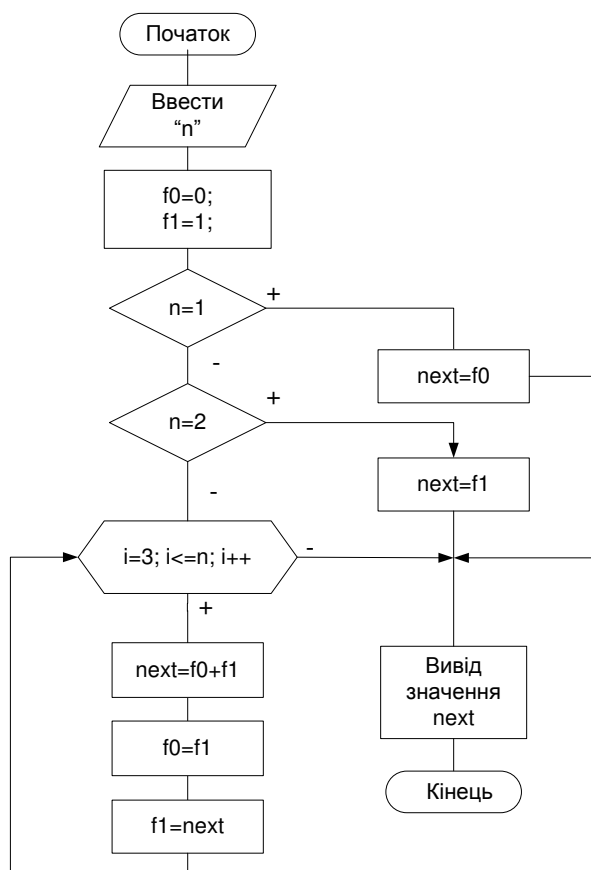 Початок
Ввести
“n”
f0=0;
f1=1;
n=1
+
-
next=f0
n=2
+
-
next=f1
i=3; i<=n; i++
-
+
next=f0+f1
f0=f1
f1=next
Вивід
значення
next
Кінець